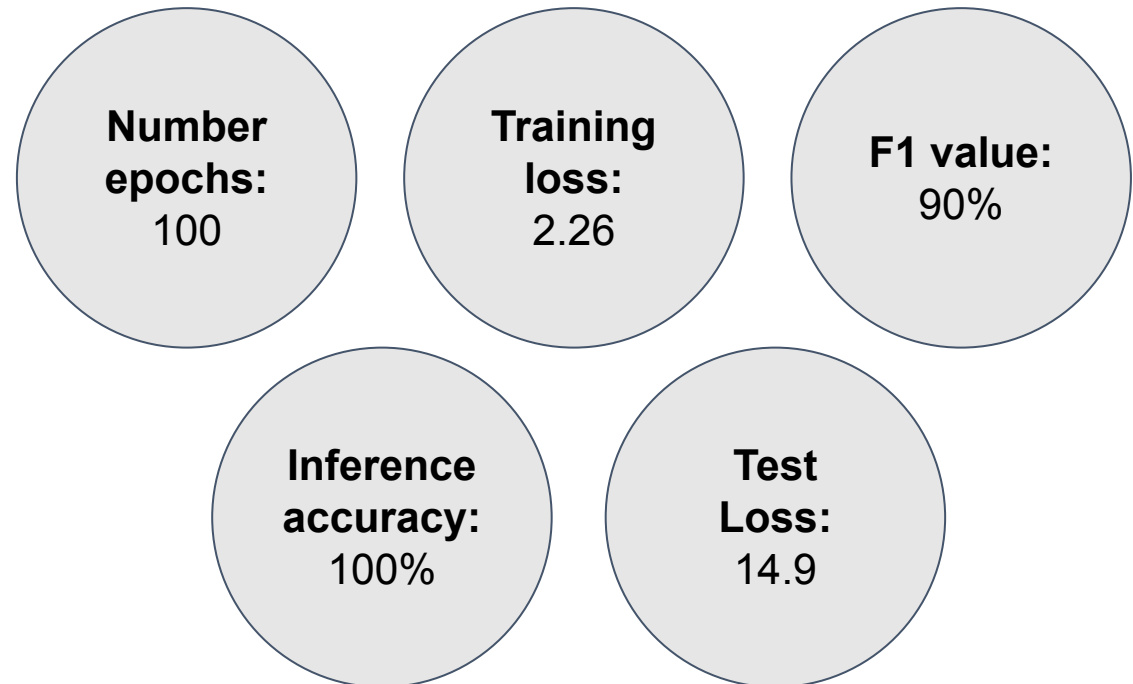 Number
epochs:
100
Training
loss:
2.26
F1 value:
90%
Inference
accuracy:
100%
Test
Loss:
14.9